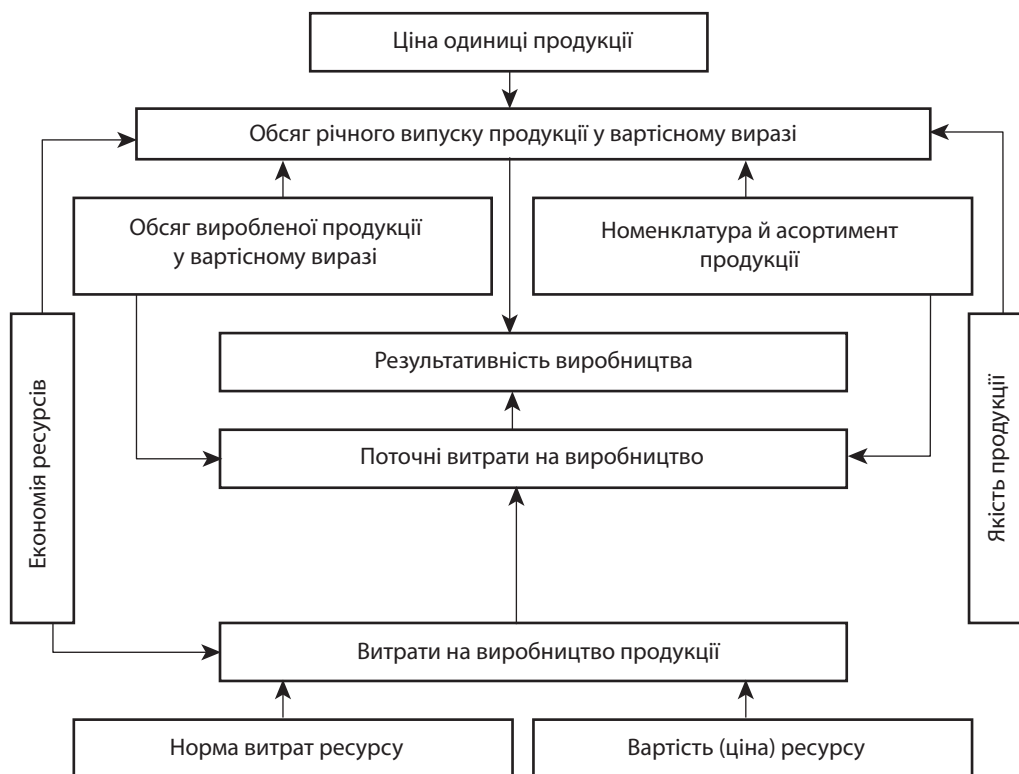 Ціна одиниці продукції
Обсяг річного випуску продукції у вартісному виразі
Обсяг виробленої продукції
у вартісному виразі
Номенклатура й асортимент
продукції
Економія ресурсів
Результативність виробництва
Якість продукції
Поточні витрати на виробництво
Витрати на виробництво продукції
Норма витрат ресурсу
Вартість (ціна) ресурсу